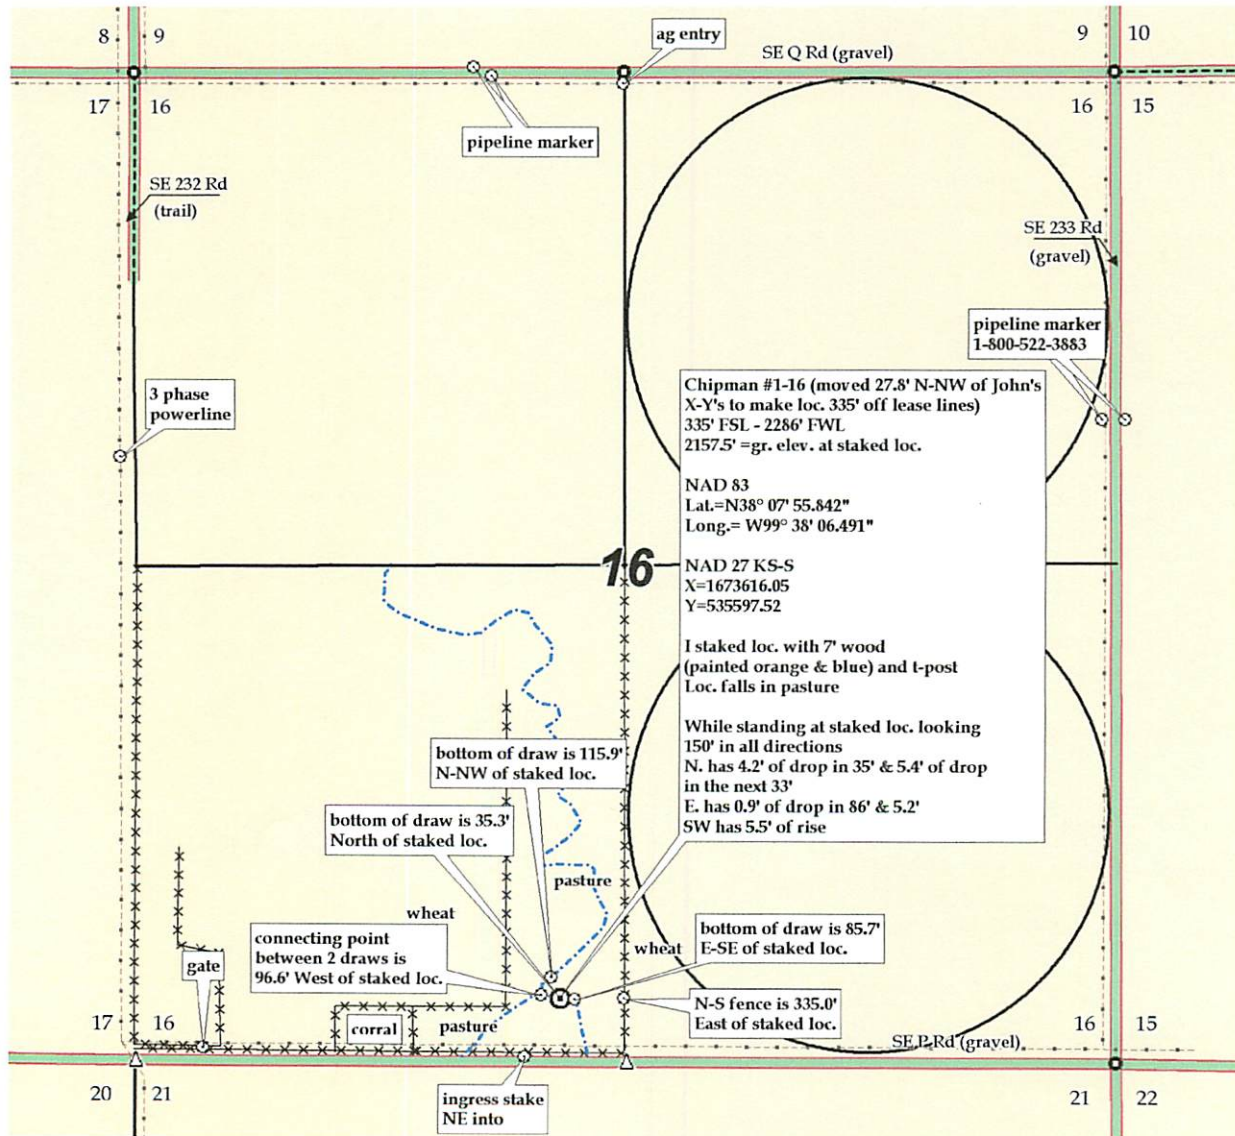 8 9
ag entry
SE Q Rd (gravel)
9 10
17 16
pipeline marker
16 15
SE 232 Rd
(trail)
SE 233 Rd
(gravel)
pipeline marker
1-800-522-3883
3 phase
powerline
Chipman #1-16 (moved 27.8' N-NW of John's
X-Y's to make loc. 335' off lease lines)
335' FSL - 2286' FWL
2157.5' =gr. elev. at staked loc.
NAD 83
Lat.=N38° 07' 55.842"
Long.= W99° 38' 06.491"
NAD 27 KS-S
X=1673616.05
Y=535597.52
I staked loc. with 7' wood
(painted orange & blue) and t-post
Loc. falls in pasture
While standing at staked loc. looking
150' in all directions
N. has 4.2' of drop in 35' & 5.4' of drop
in the next 33'
E. has 0.9' of drop in 86' & 5.2'
SW has 5.5' of rise
16
bottom of draw is 115.9'
N-NW of staked loc.
bottom of draw is 35.3'
North of staked loc.
pasture
wheat
connecting point
between 2 draws is
96.6' West of staked loc.
wheat
bottom of draw is 85.7'
E-SE of staked loc.
gate
N-S fence is 335.0'
East of staked loc.
17 16
corral
pasture
16 15
SE P Rd (gravel)
20 21
ingress stake
NE into
21 22